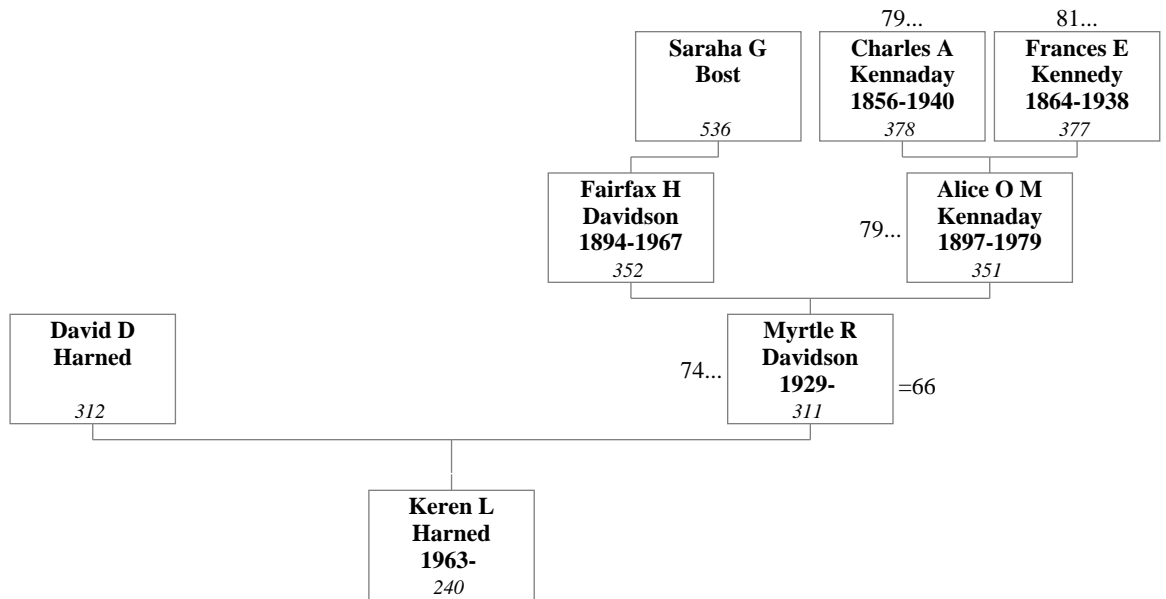 79...
81...
Saraha G
Bost
536
Charles A
Kennaday
1856-1940
378
Frances E
Kennedy
1864-1938
377
Fairfax H
Davidson
1894-1967
352
79...
Alice O M
Kennaday
1897-1979
351
David D
Harned
312
74...
Myrtle R
Davidson
1929-
311
=66
Keren L
Harned
1963-
240